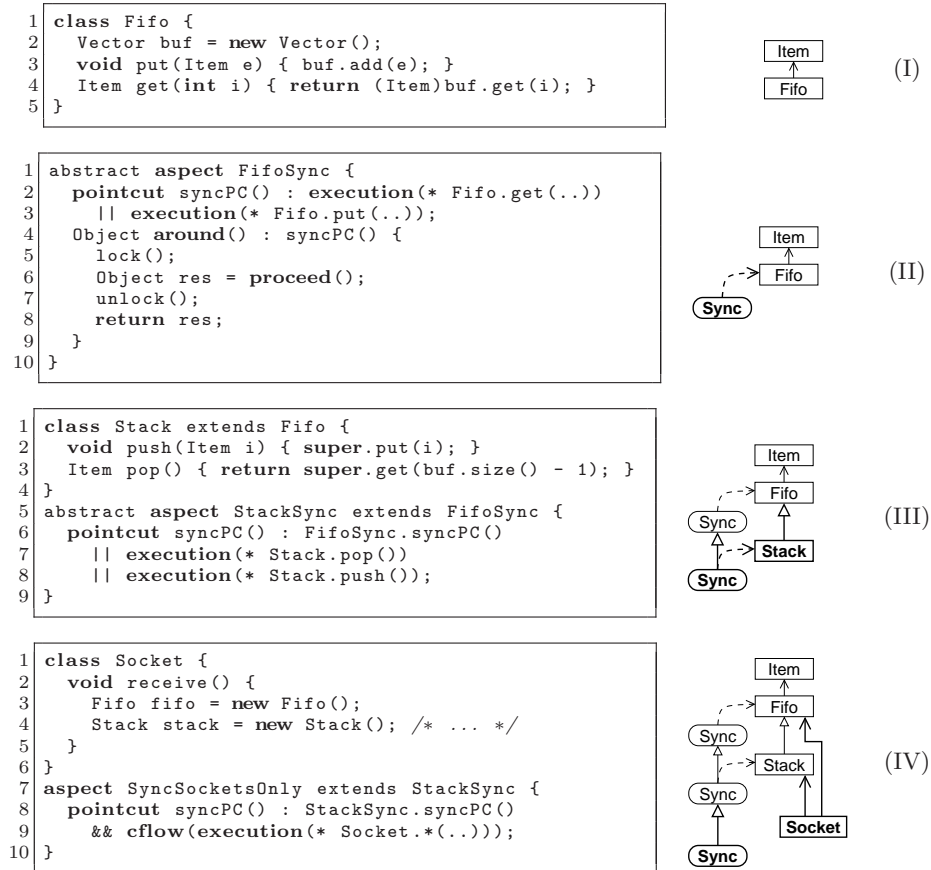 1 class Fifo {
2 Vector buf = new Vector();
3 void put(Item e) { buf.add(e); }
4 Item get(int i) { return (Item)buf.get(i); }
5 }
Item
Fifo
(I)
1 abstract aspect FifoSync {
2 pointcut syncPC() : execution(* Fifo.get(..))
3 || execution(* Fifo.put(..));
4 Object around() : syncPC() {
5 lock();
6 Object res = proceed();
7 unlock();
8 return res;
9 }
10 }
Item
Fifo
Sync
(II)
1 class Stack extends Fifo {
2 void push(Item i) { super.put(i); }
3 Item pop() { return super.get(buf.size() - 1); }
4 }
5 abstract aspect StackSync extends FifoSync {
6 pointcut syncPC() : FifoSync.syncPC()
7 || execution(* Stack.pop())
8 || execution(* Stack.push());
9 }
Item
Fifo
Sync
Stack
Sync
(III)
1 class Socket {
2 void receive() {
3 Fifo fifo = new Fifo();
4 Stack stack = new Stack(); /* ... */
5 }
6 }
7 aspect SyncSocketsOnly extends StackSync {
8 pointcut syncPC() : StackSync.syncPC()
9 && cflow(execution(* Socket.*(..)));
10 }
Item
Fifo
Sync
Stack
Sync
Socket
Sync
(IV)